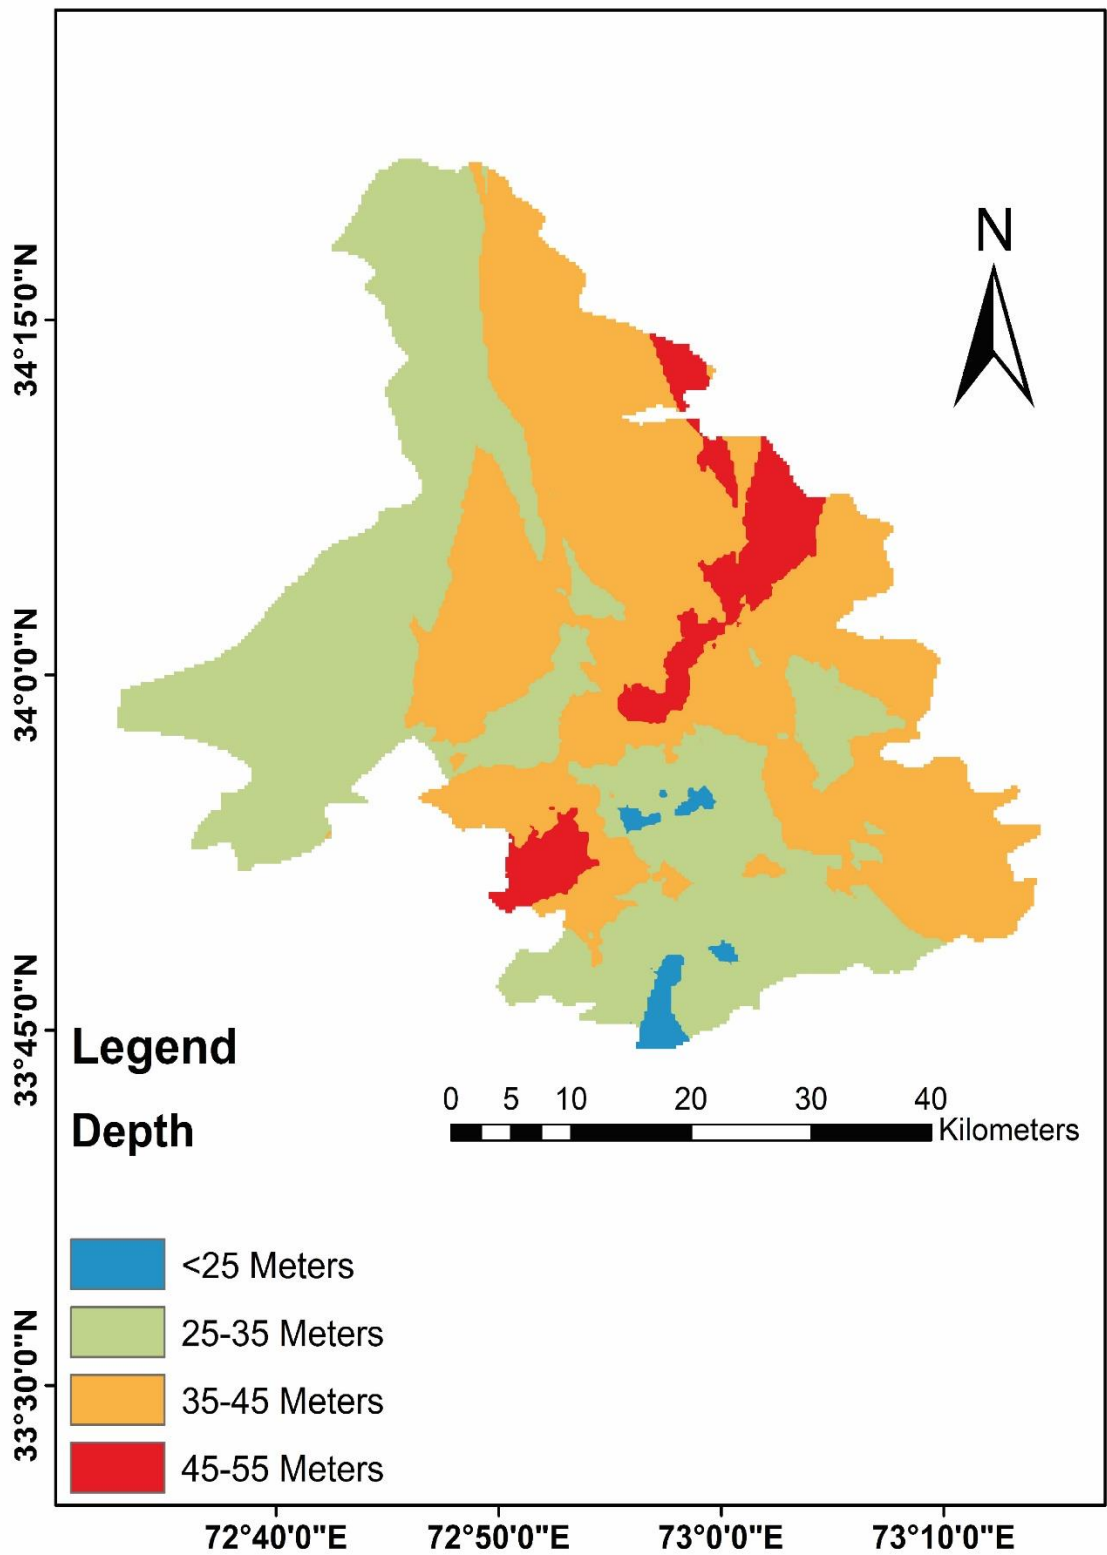 N
34°15'0"N
34°0'0"N
33°45'0"N
33°30'0"N
Legend
Depth
0 5 10 20 30 40
Kilometers
<25 Meters
25-35 Meters
35-45 Meters
45-55 Meters
72°40'0"E 72°50'0"E 73°0'0"E 73°10'0"E